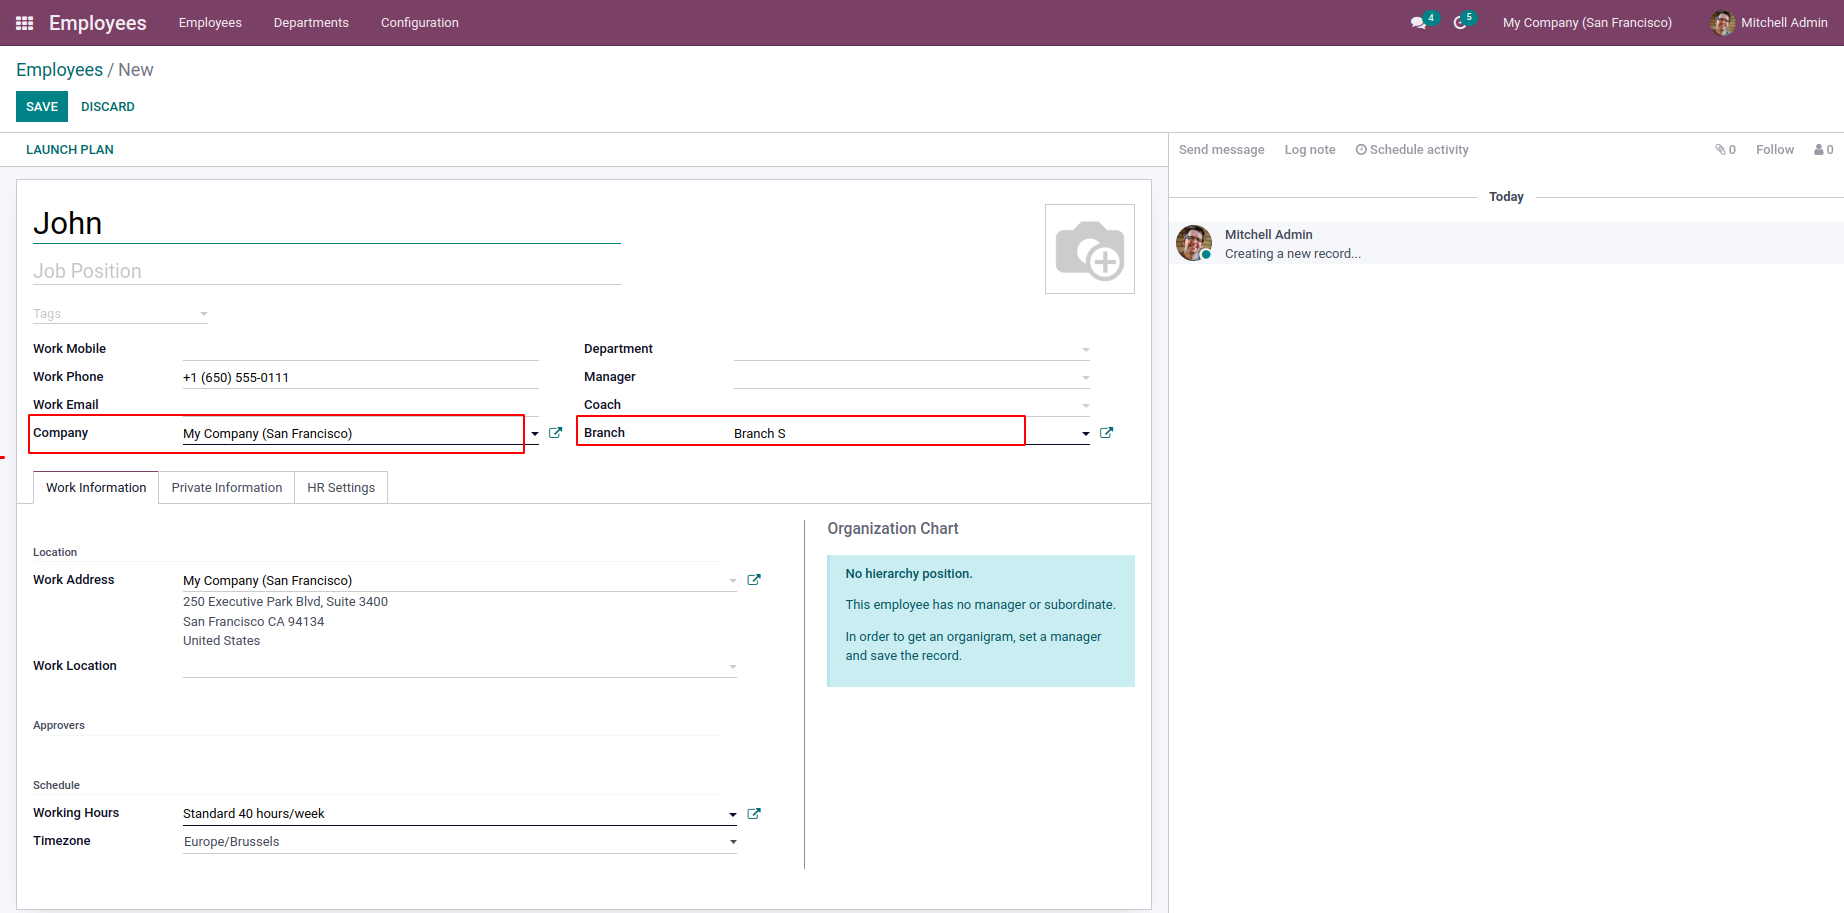 Employees Employees Departments Configuration 4 5 My Company (San Francisco) Mitchell Admin
Employees / New
SAVE DISCARD
LAUNCH PLAN
Send message Log note Schedule activity 0 Follow 0
Today
Mitchell Admin
Creating a new record...
John
Job Position
Tags
Work Mobile
Work Phone +1 (650) 555-0111
Work Email
Company My Company (San Francisco)
Department
Manager
Coach
Branch Branch S
Work Information Private Information HR Settings
Location
Work Address My Company (San Francisco)
250 Executive Park Blvd, Suite 3400
San Francisco CA 94134
United States
Work Location
Approvers
Schedule
Working Hours Standard 40 hours/week
Timezone Europe/Brussels
Organization Chart
No hierarchy position.
This employee has no manager or subordinate.
In order to get an organigram, set a manager
and save the record.